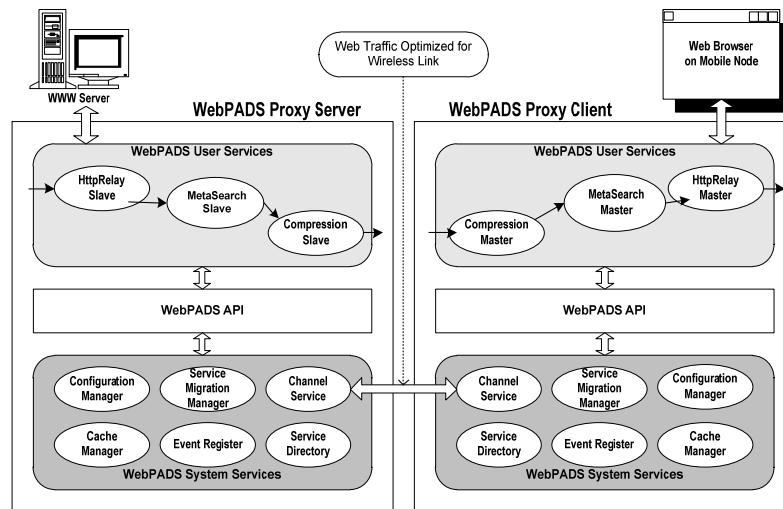 Web Traffic Optimized for
Wireless Link
Web Browser
on Mobile Node
WWW Server
WebPADS Proxy Server
WebPADS Proxy Client
WebPADS User Services
HttpRelay
Slave
MetaSearch
Slave
Compression
Slave
WebPADS User Services
HttpRelay
Master
MetaSearch
Master
Compression
Master
WebPADS API
WebPADS API
Configuration
Manager
Service
Migration
Manager
Channel
Service
Cache
Manager
Event Register
Service
Directory
WebPADS System Services
Channel
Service
Service
Migration
Manager
Configuration
Manager
Service
Directory
Event Register
Cache
Manager
WebPADS System Services